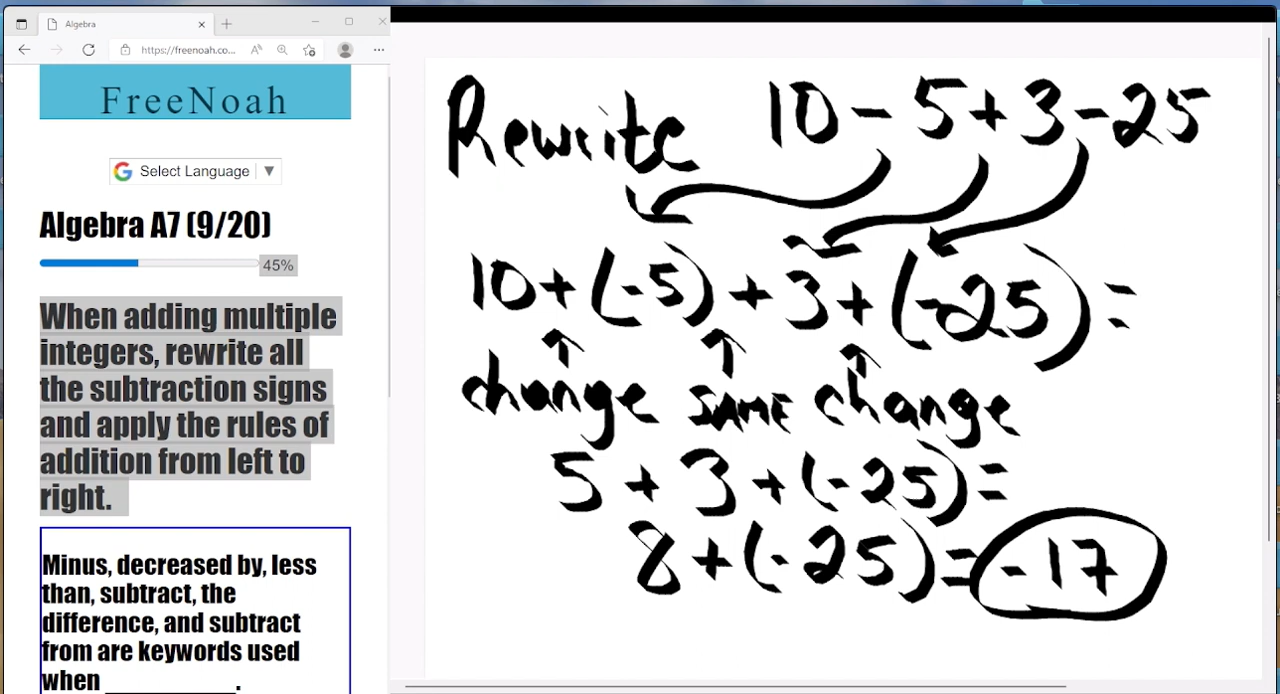 Algebra
https://freenoah.co...
FreeNoah
Select Language
Algebra A7 (9/20)
45%
When adding multiple
integers, rewrite all
the subtraction signs
and apply the rules of
addition from left to
right.
Minus, decreased by, less
than, subtract, the
difference, and subtract
from are keywords used
when __________.
Rewrite 10-5+3-25
10+(-5)+3+(-25)=
change SAME change
5+3+(-25)=
8+(-25)=-17